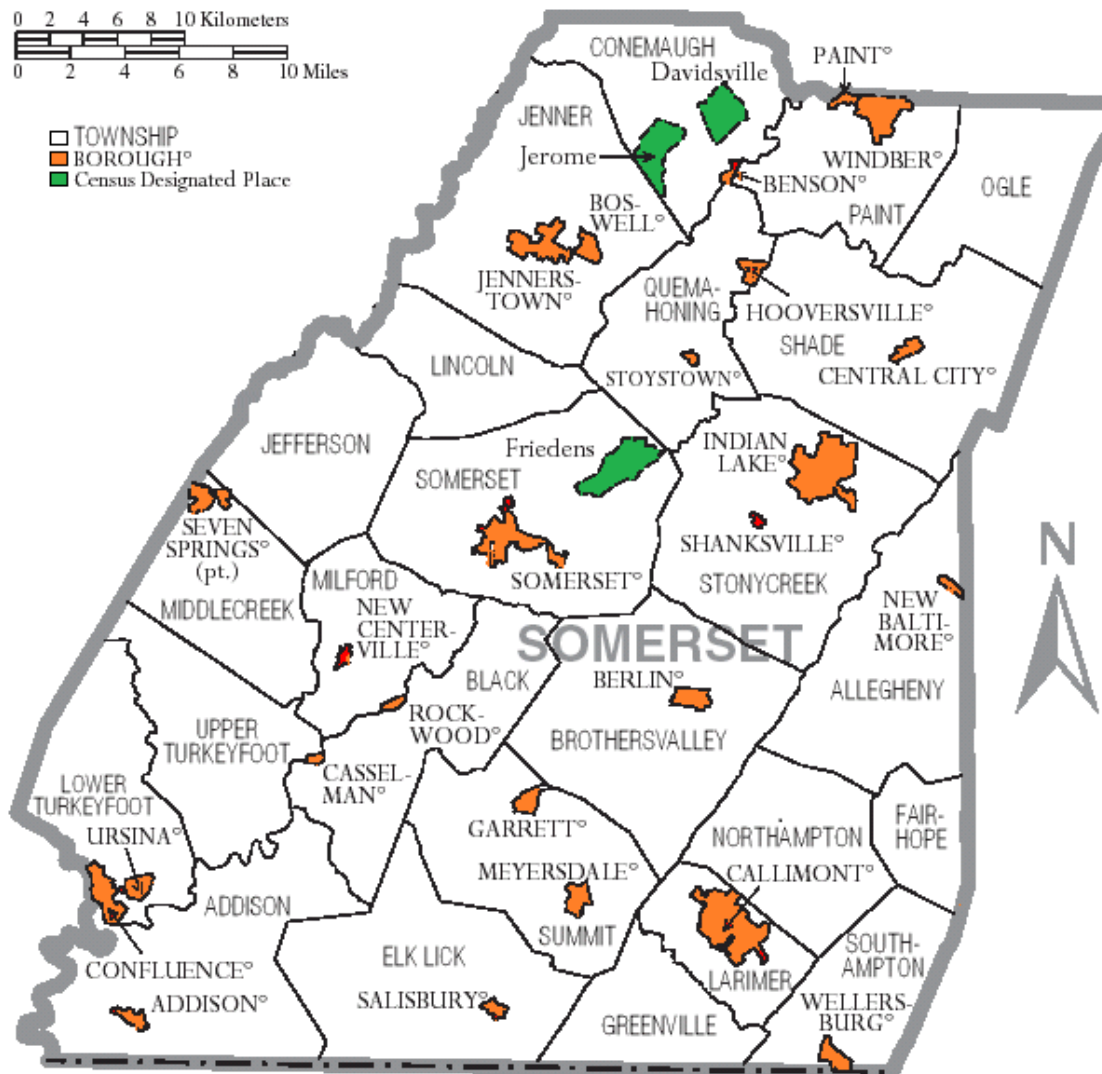 0 2 4 6 8 10 Kilometers
0 2 4 6 8 10 Miles
TOWNSHIP
BOROUGH°
Census Designated Place
CONEMAUGH
Davidsville
PAINT°
JENNER
Jerome
WINDBER°
BENSON°
OGLE
PAINT
BOS-
WELL°
JENNERS-
TOWN°
QUEMA-
HONING
HOOVERSVILLE°
SHADE
CENTRAL CITY°
LINCOLN
STOYSTOWN°
JEFFERSON
Friedens
INDIAN
LAKE°
SOMERSET
SEVEN
SPRINGS°
(pt.)
SHANKSVILLE°
SOMERSET°
STONYCREEK
MILFORD
MIDDLECREEK
NEW
CENTER-
VILLE°
NEW
BALTI-
MORE°
N
SOMERSET
BLACK
BERLIN°
ALLEGHENY
ROCK-
WOOD°
UPPER
TURKEYFOOT
BROTHERSVALLEY
CASSEL-
MAN°
LOWER
TURKEYFOOT
URSINA°
GARRETT°
NORTHAMPTON
FAIR-
HOPE
MEYERSDALE°
CALLIMONT°
ADDISON
SUMMIT
ELK LICK
SOUTH-
AMPTON
CONFLUENCE°
LARIMER
ADDISON°
SALISBURY°
GREENVILLE
WELLERS-
BURG°